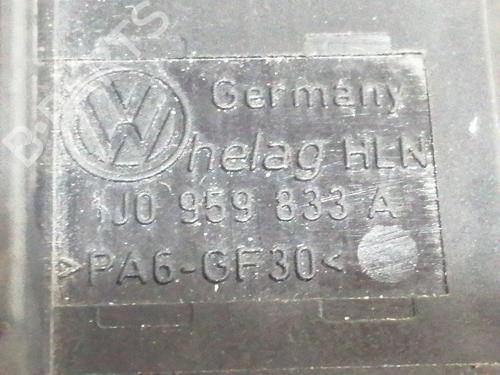 Germany
helag HLN
1J0 959 833 A
>PA6-GF30<